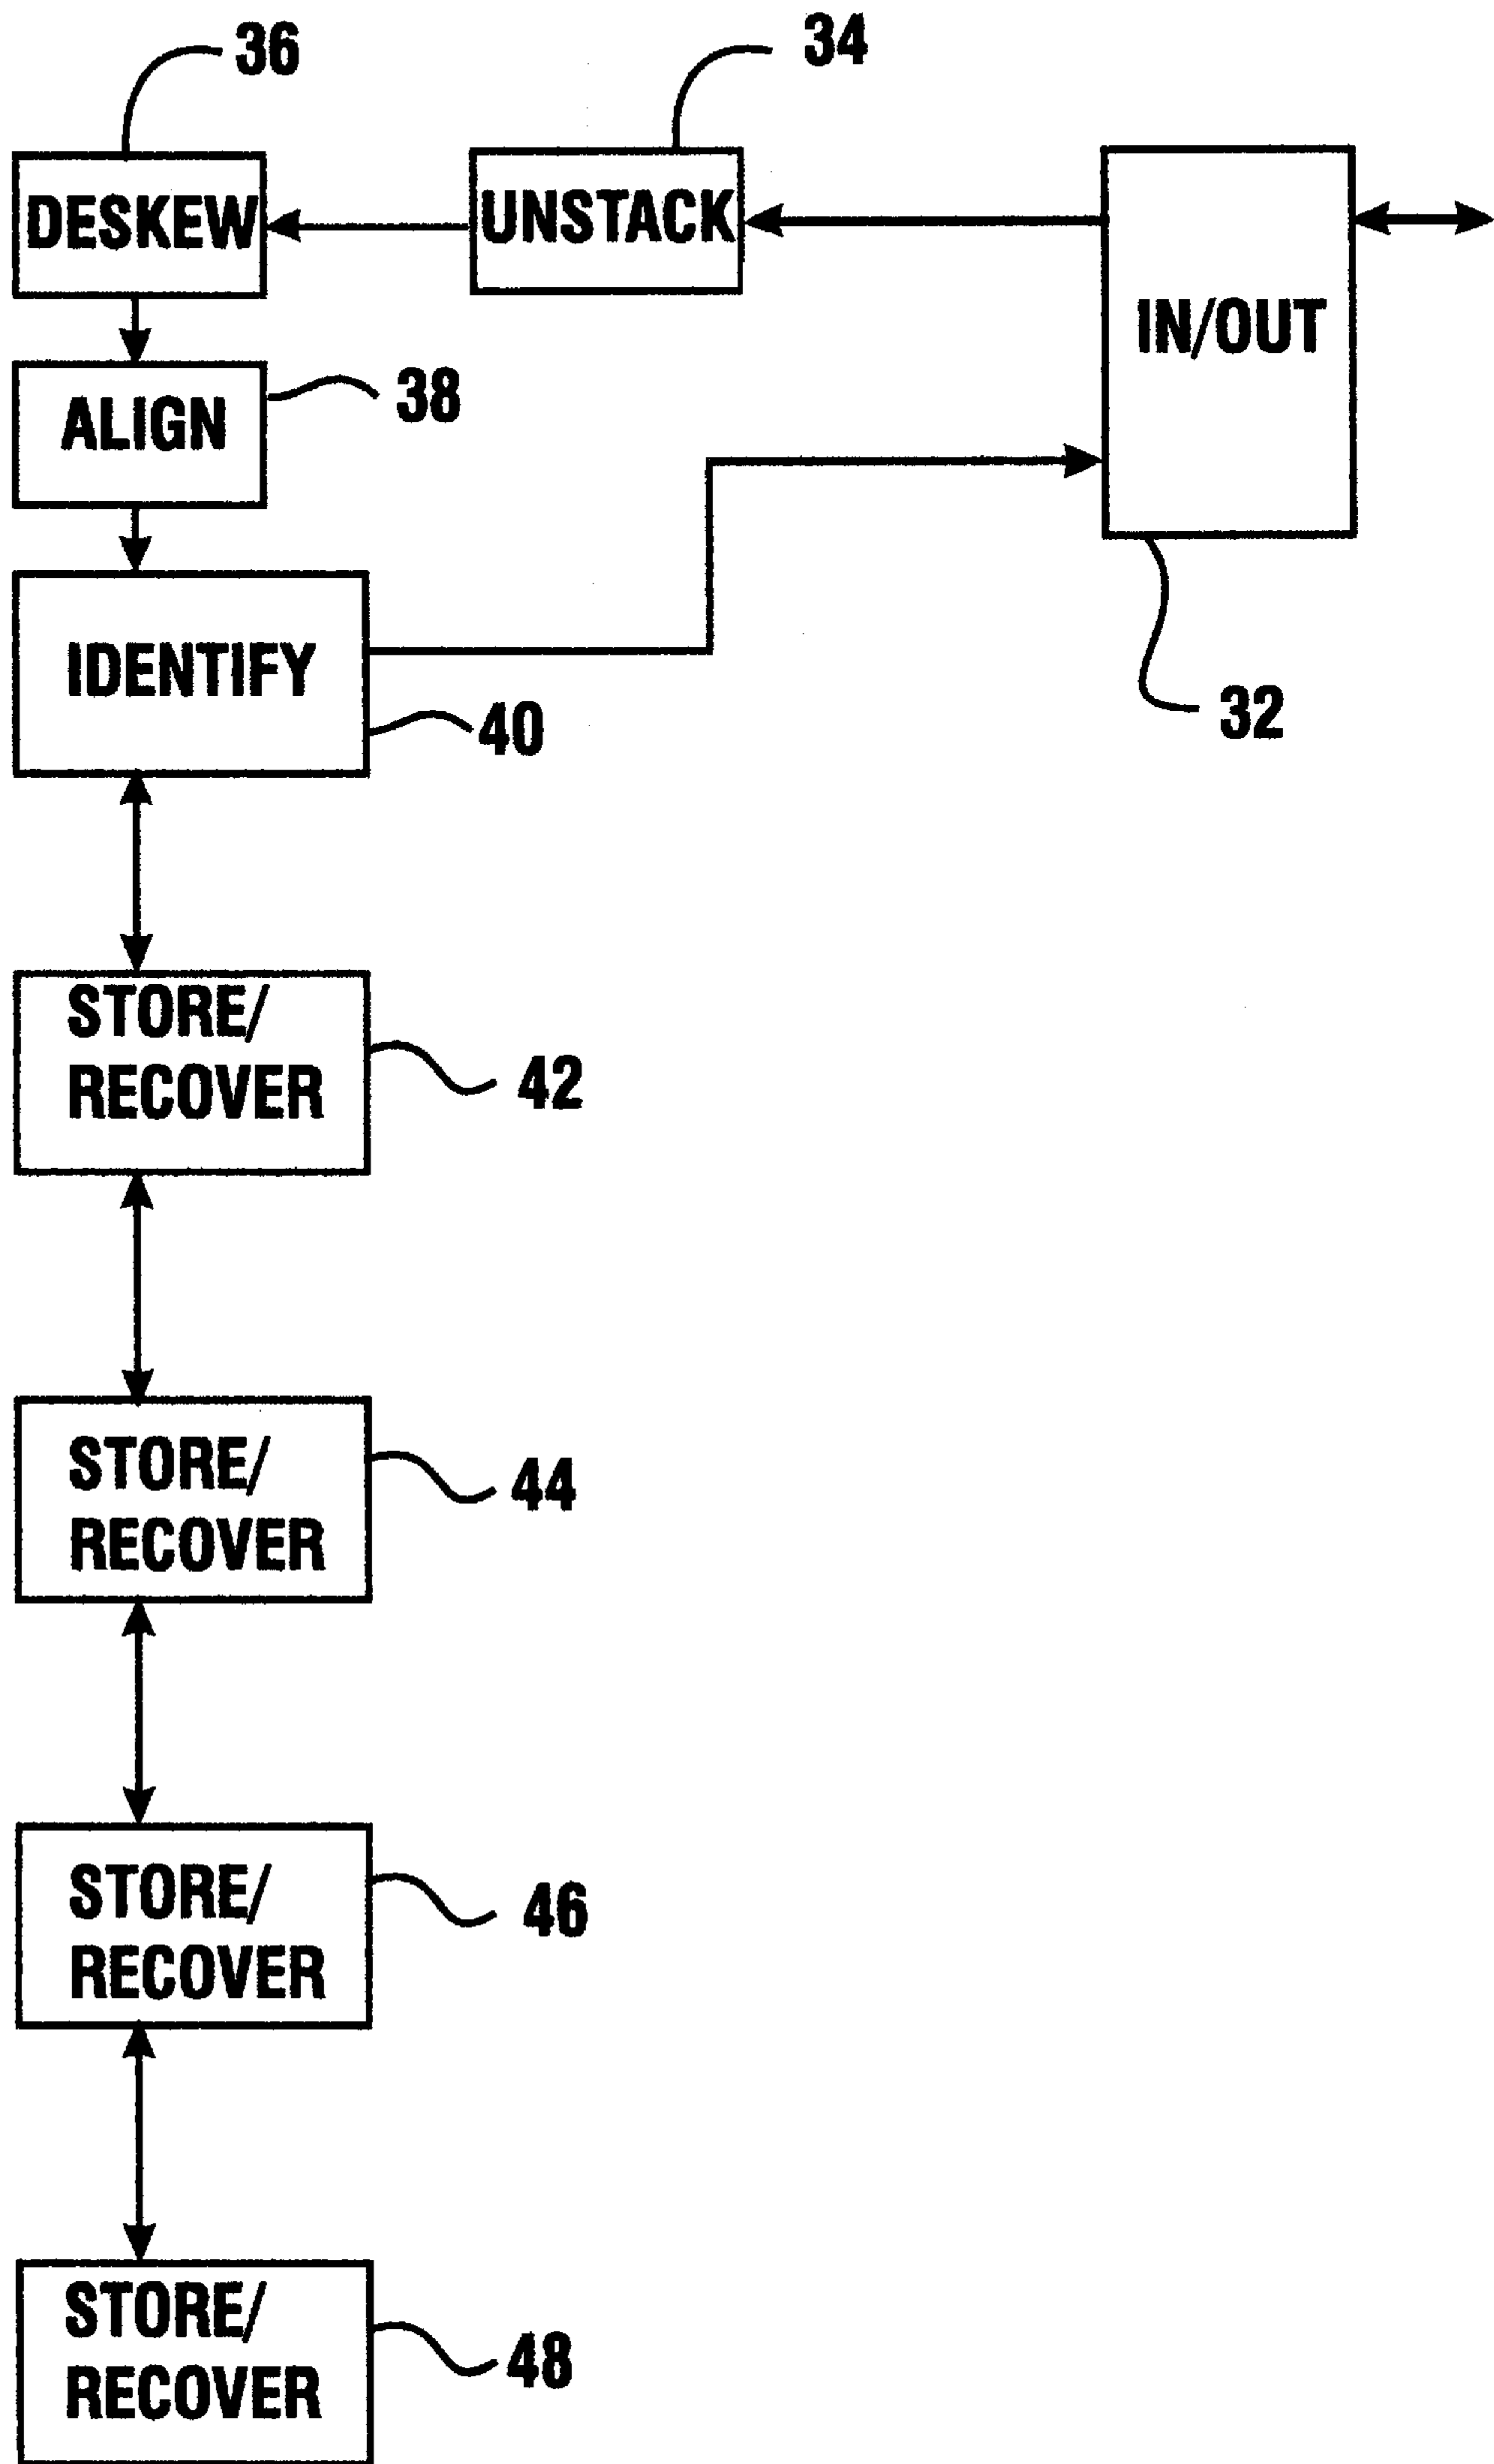 36
34
DESKEW
UNSTACK
IN/OUT
ALIGN
38
IDENTIFY
40
32
STORE/
RECOVER
42
STORE/
RECOVER
44
STORE/
RECOVER
46
STORE/
RECOVER
48